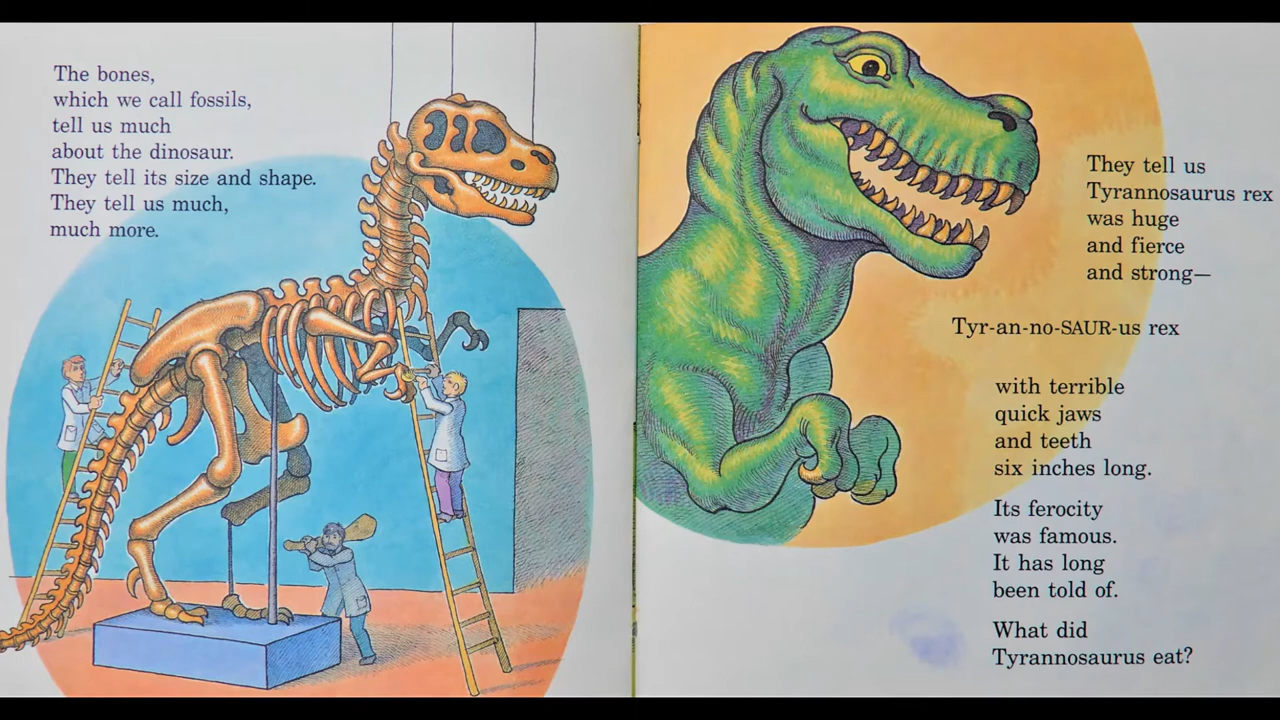 The bones,
which we call fossils,
tell us much
about the dinosaur.
They tell its size and shape.
They tell us much,
much more.
They tell us
Tyrannosaurus rex
was huge
and fierce
and strong—
Tyr-an-no-SAUR-us rex
with terrible
quick jaws
and teeth
six inches long.
Its ferocity
was famous.
It has long
been told of.
What did
Tyrannosaurus eat?